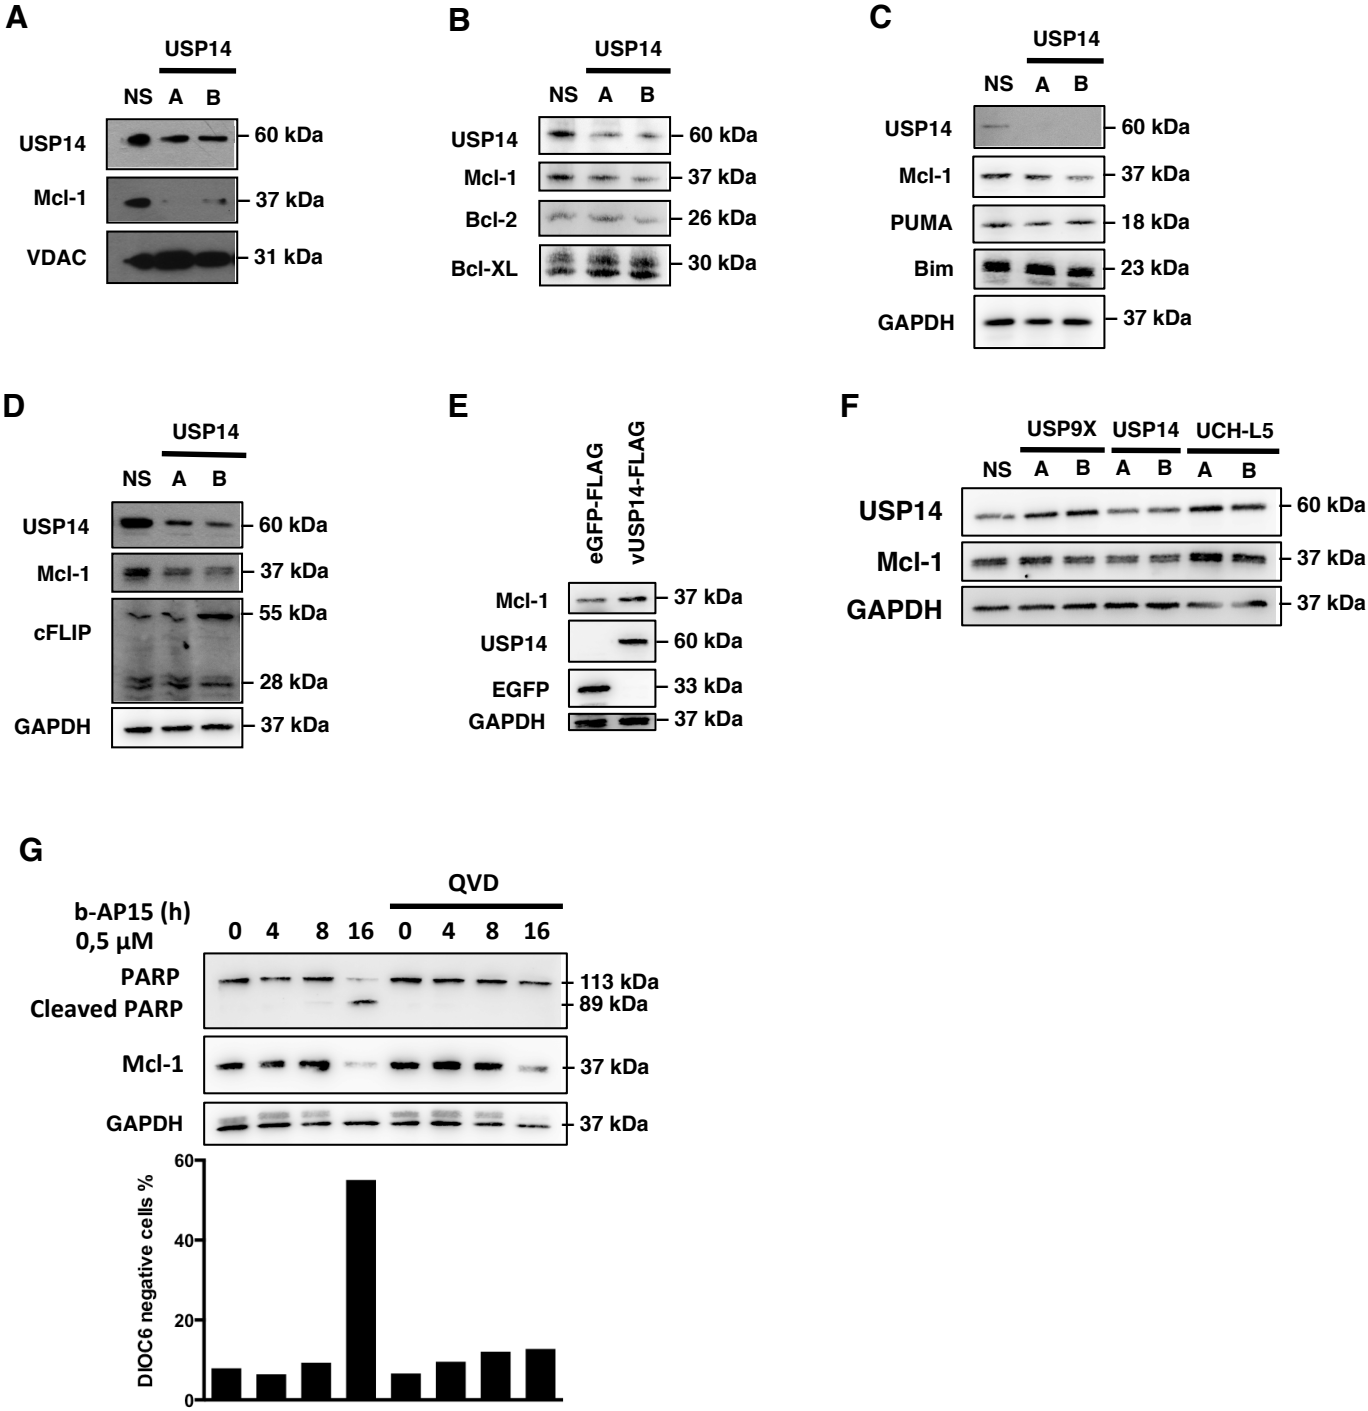 A
USP14
NS A B
USP14 60 kDa
Mcl-1 37 kDa
VDAC 31 kDa
B
USP14
NS A B
USP14 60 kDa
Mcl-1 37 kDa
Bcl-2 26 kDa
Bcl-XL 30 kDa
C
USP14
NS A B
USP14 60 kDa
Mcl-1 37 kDa
PUMA 18 kDa
Bim 23 kDa
GAPDH 37 kDa
D
USP14
NS A B
USP14 60 kDa
Mcl-1 37 kDa
55 kDa
cFLIP
28 kDa
GAPDH 37 kDa
E
eGFP-FLAG
vUSP14-FLAG
Mcl-1 37 kDa
USP14 60 kDa
EGFP 33 kDa
GAPDH 37 kDa
F
USP9X USP14 UCH-L5
NS A B A B A B
USP14 60 kDa
Mcl-1 37 kDa
GAPDH 37 kDa
G
QVD
b-AP15 (h)
0,5 µM
0 4 8 16 0 4 8 16
PARP 113 kDa
Cleaved PARP 89 kDa
Mcl-1 37 kDa
GAPDH 37 kDa
DIOC6 negative cells %
60
40
20
0